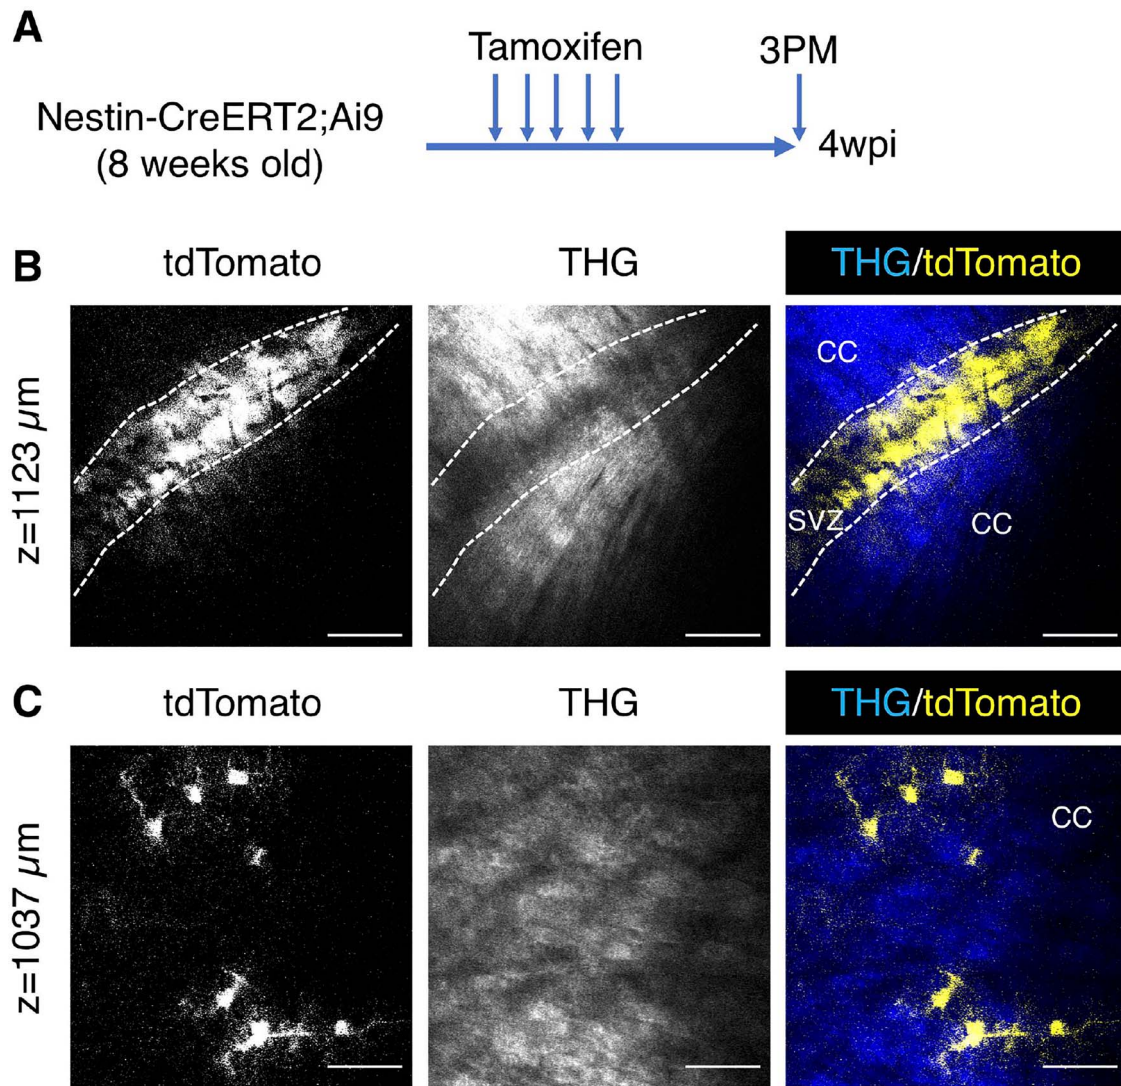 A
Tamoxifen
3PM
Nestin-CreERT2;Ai9
(8 weeks old)
4wpi
B
tdTomato
THG
THG/tdTomato
z=1123 µm
CC
SVZ
CC
C
tdTomato
THG
THG/tdTomato
z=1037 µm
CC